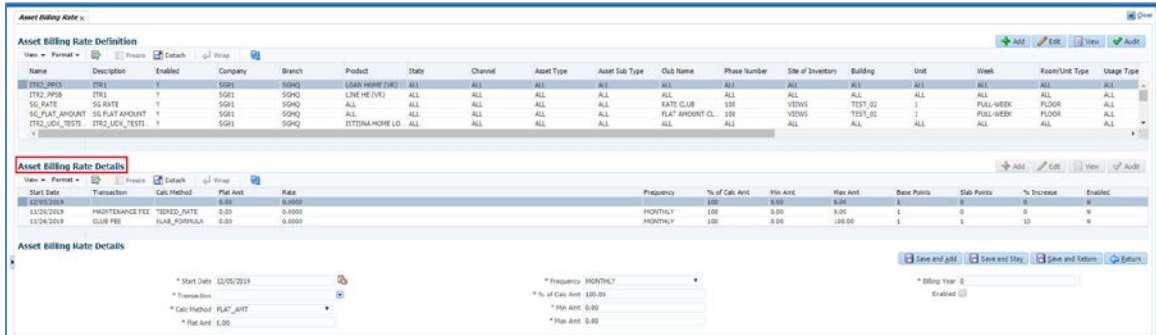 Asset Billing Rate
Close
Asset Billing Rate Definition
Add Edit View Audit
View Format Freeze Detach Wrap
Name Description Enabled Company Branch Product State Channel Asset Type Asset Sub Type Club Name Phase Number Site of Inventory Building Unit Week Room/Unit Type Usage Type
ITR1 Y SG01 SGHQ LOAN HOME (VR) ALL ALL ALL ALL ALL ALL ALL ALL ALL ALL ALL ALL
ITR2_PPSB ITR1 Y SG01 SGHQ LINE HE (VR) ALL ALL ALL ALL ALL ALL ALL ALL ALL ALL ALL ALL
SG_RATE SG RATE Y SG01 SGHQ ALL ALL ALL ALL ALL RATE CLUB 100 VIEWS TEST_02 1 FULL-WEEK FLOOR ALL
SG_FLAT_AMOUNT SG FLAT AMOUNT Y SG01 SGHQ ALL ALL ALL ALL ALL FLAT AMOUNT CL... 100 VIEWS TEST_02 1 FULL-WEEK FLOOR ALL
ITR2_UDX_TESTI... ITR2_UDX_TESTI... Y SG01 SGHQ ISTISNA HOME LO... ALL ALL ALL ALL ALL ALL ALL ALL ALL ALL ALL ALL
Asset Billing Rate Details
Add Edit View Audit
View Format Freeze Detach Wrap
Start Date Transaction Calc Method Flat Amt Rate Frequency % of Calc Amt Min Amt Max Amt Base Points Slab Points % Increase Enabled
12/05/2019 0.00 0.0000 100 0.00 0.00 1 0 0 N
11/26/2019 MAINTENANCE FEE TIERED_RATE 0.00 0.0000 MONTHLY 100 0.00 0.00 1 0 0 N
11/26/2019 CLUB FEE SLAB_FORMULA 0.00 0.0000 MONTHLY 100 0.00 100.00 1 1 10 N
Asset Billing Rate Details
Save and Add Save and Stay Save and Return Return
* Start Date 12/05/2019 * Frequency MONTHLY * Billing Year 0
* Transaction * % of Calc Amt 100.00 Enabled
* Calc Method FLAT_AMT * Min Amt 0.00
* Flat Amt 0.00 * Max Amt 0.00